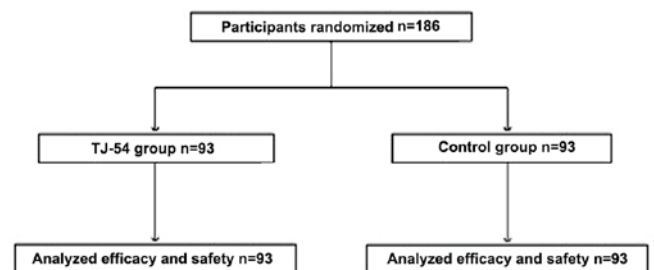 Participants randomized n=186
TJ-54 group n=93
Control group n=93
Analyzed efficacy and safety n=93
Analyzed efficacy and safety n=93